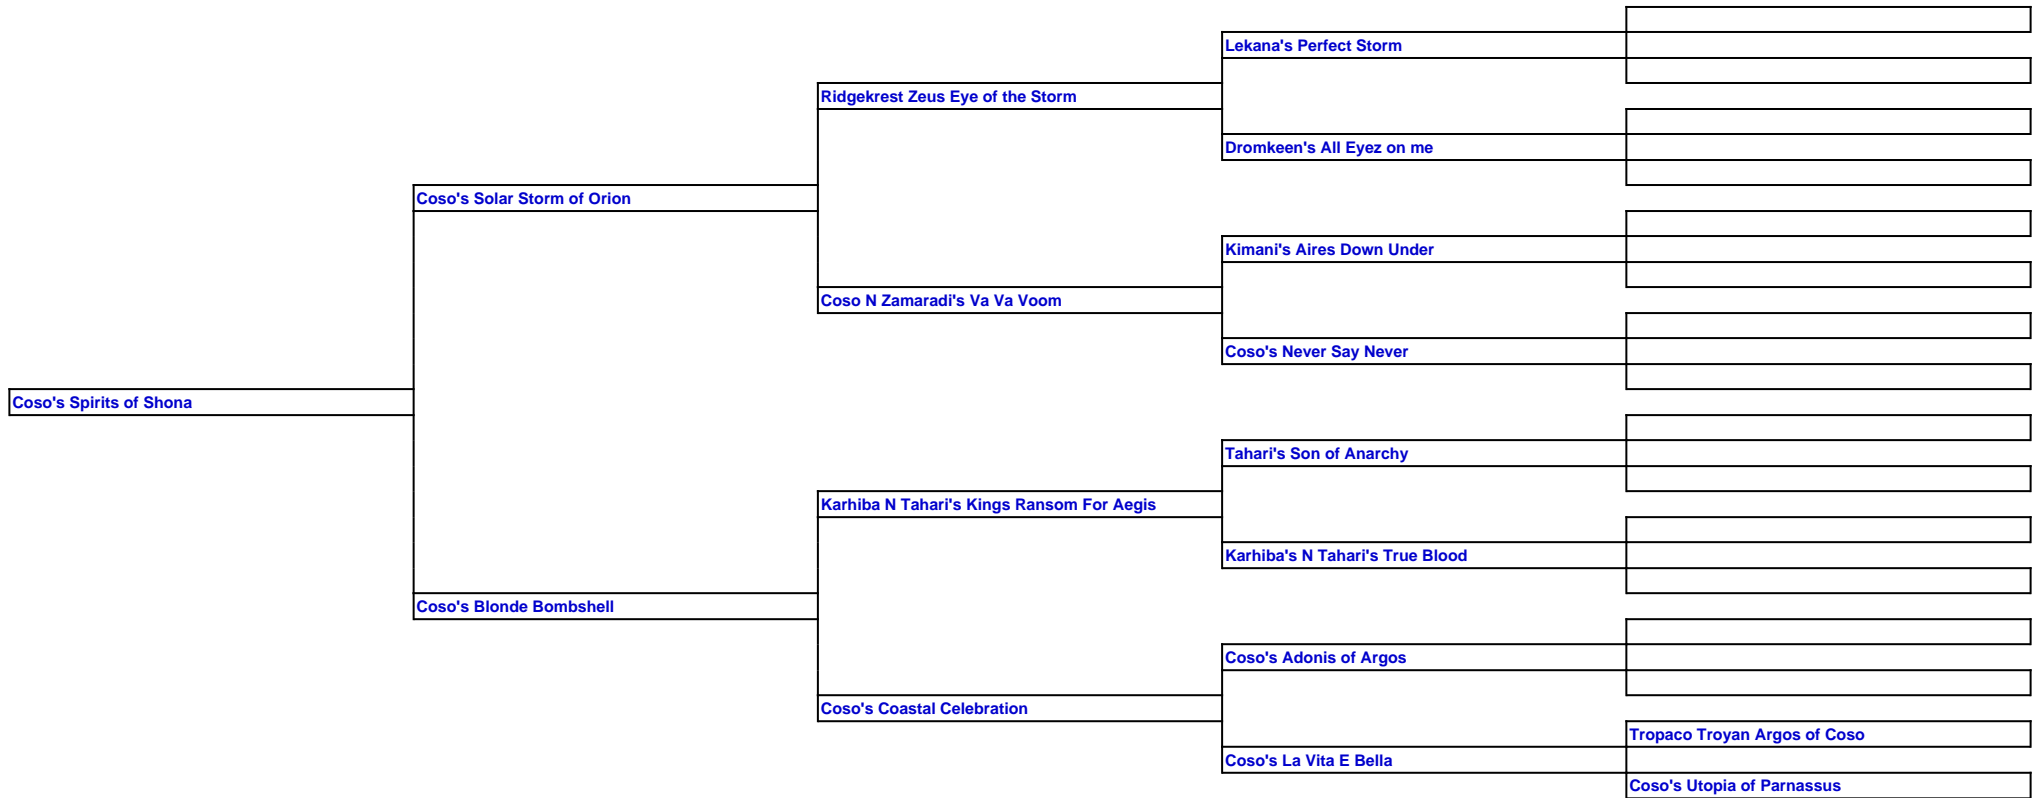 Lekana's Perfect Storm
Ridgekrest Zeus Eye of the Storm
Dromkeen's All Eyez on me
Coso's Solar Storm of Orion
Kimani's Aires Down Under
Coso N Zamaradi's Va Va Voom
Coso's Never Say Never
Coso's Spirits of Shona
Tahari's Son of Anarchy
Karhiba N Tahari's Kings Ransom For Aegis
Karhiba's N Tahari's True Blood
Coso's Blonde Bombshell
Coso's Adonis of Argos
Coso's Coastal Celebration
Tropaco Troyan Argos of Coso
Coso's La Vita E Bella
Coso's Utopia of Parnassus